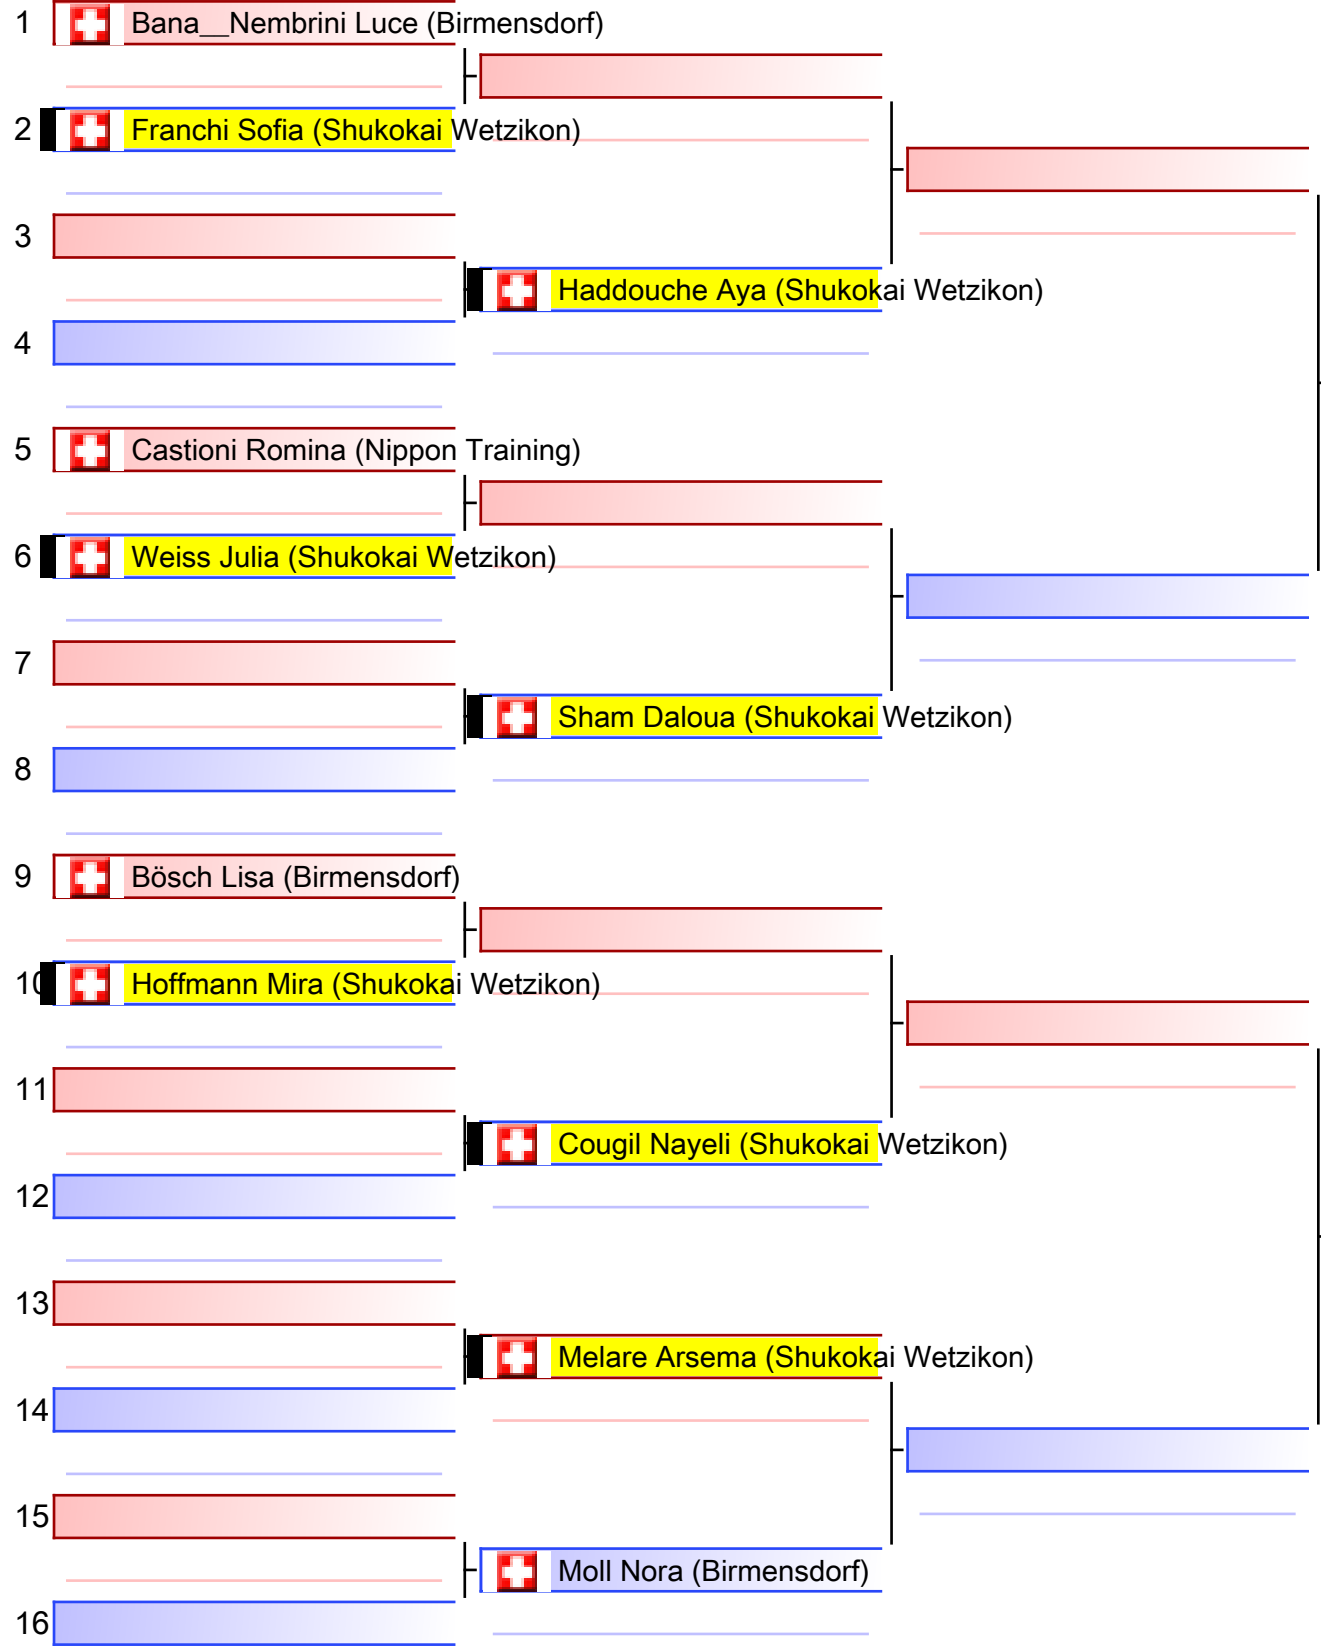 1 Bana__Nembrini Luce (Birmensdorf)
2 Franchi Sofia (Shukokai Wetzikon)
3
Haddouche Aya (Shukokai Wetzikon)
4
5 Castioni Romina (Nippon Training)
6 Weiss Julia (Shukokai Wetzikon)
7
Sham Daloua (Shukokai Wetzikon)
8
9 Bösch Lisa (Birmensdorf)
10 Hoffmann Mira (Shukokai Wetzikon)
11
Cougil Nayeli (Shukokai Wetzikon)
12
13
Melare Arsema (Shukokai Wetzikon)
14
15
Moll Nora (Birmensdorf)
16